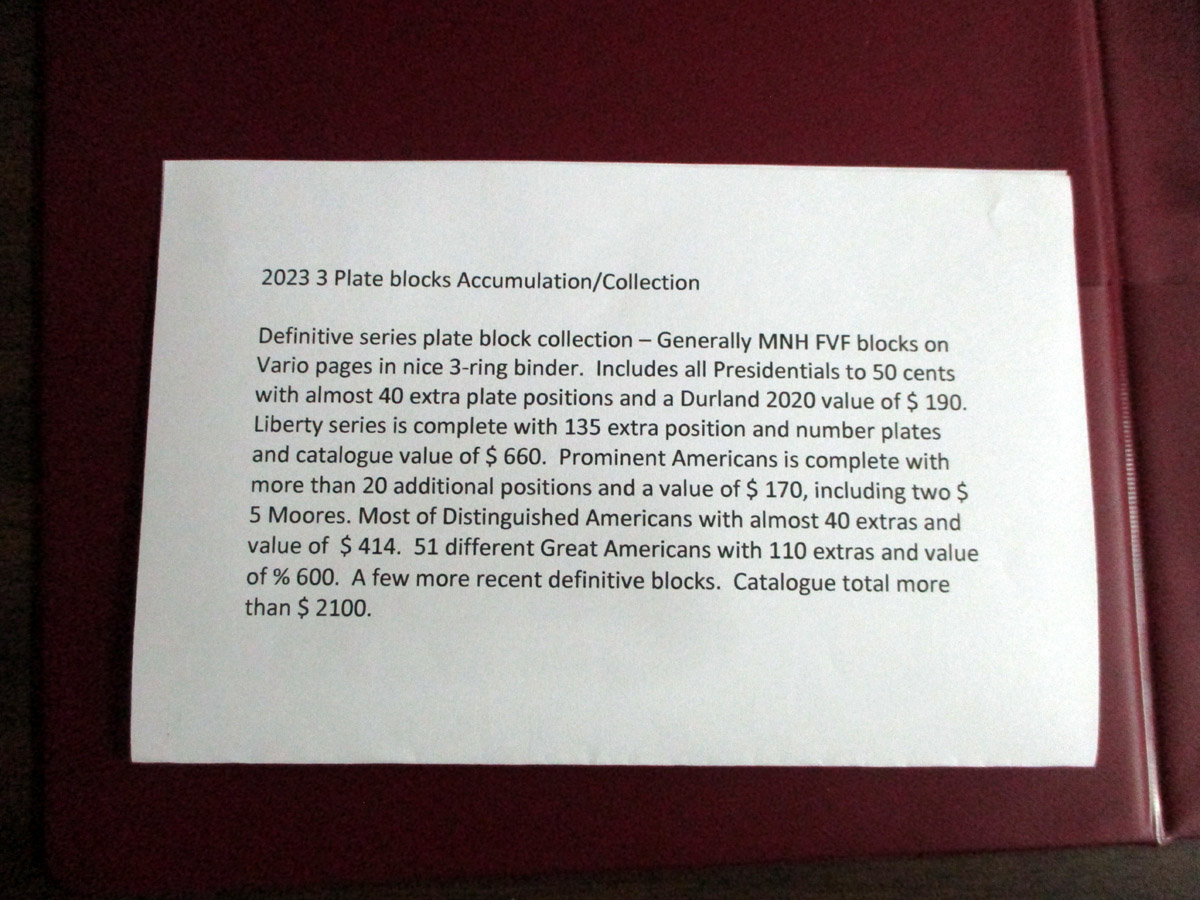 2023 3 Plate blocks Accumulation/Collection
Definitive series plate block collection – Generally MNH FVF blocks on
Vario pages in nice 3-ring binder.  Includes all Presidentials to 50 cents
with almost 40 extra plate positions and a Durland 2020 value of $ 190.
Liberty series is complete with 135 extra position and number plates
and catalogue value of $ 660.  Prominent Americans is complete with
more than 20 additional positions and a value of $ 170, including two $
5 Moores. Most of Distinguished Americans with almost 40 extras and
value of  $ 414.  51 different Great Americans with 110 extras and value
of % 600.  A few more recent definitive blocks.  Catalogue total more
than $ 2100.